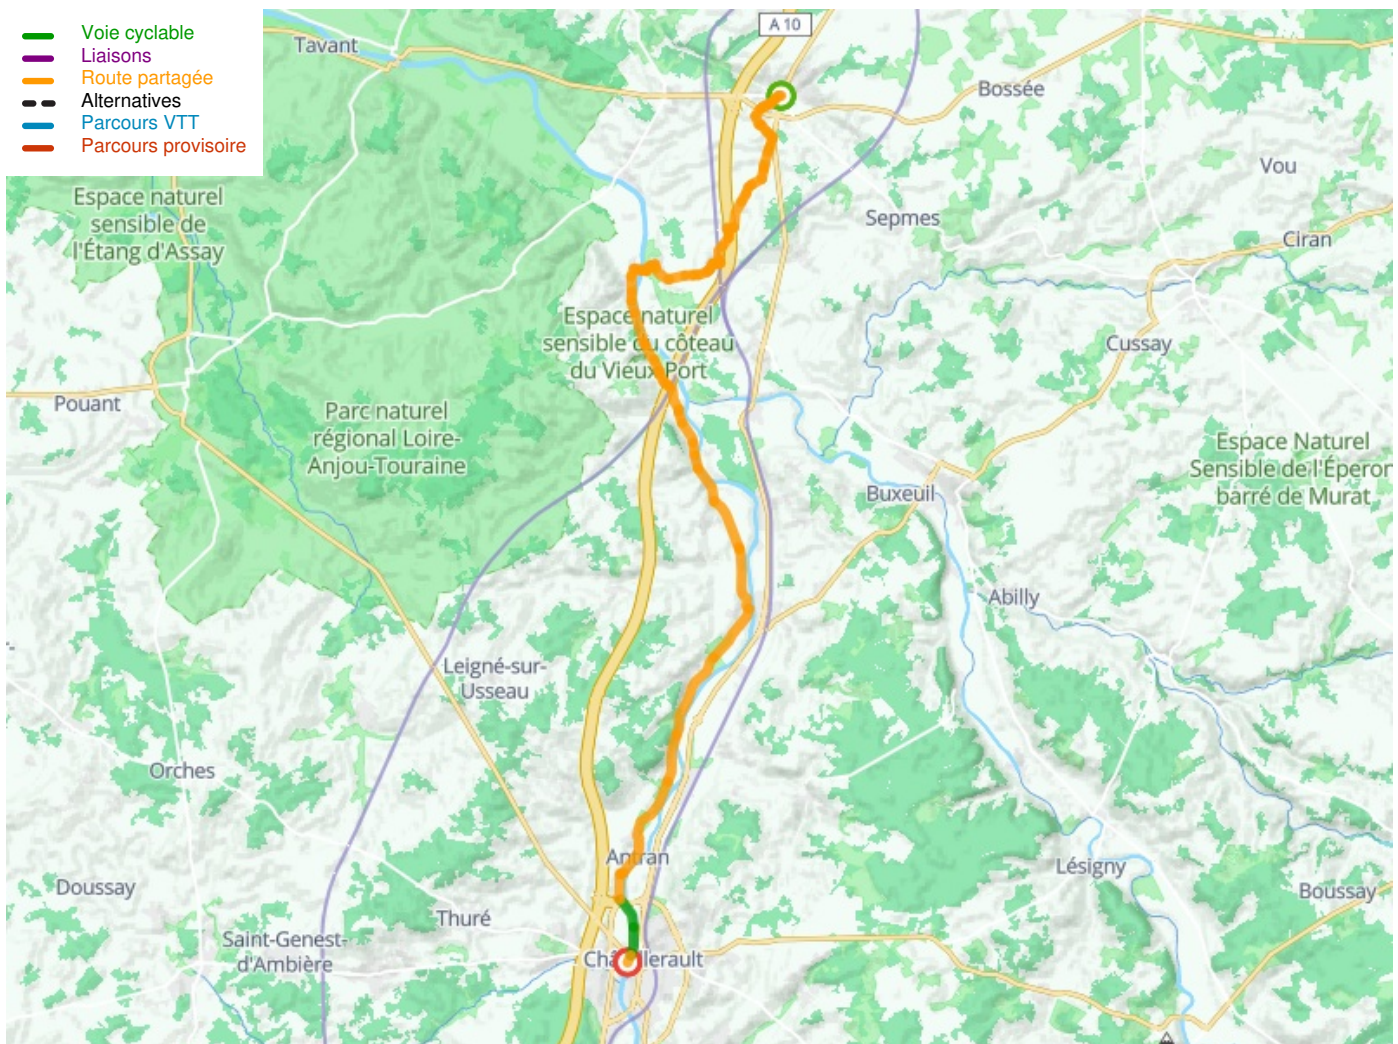 Voie cyclable
Liaisons
Route partagée
Alternatives
Parcours VTT
Parcours provisoire
A 10
Tavant
Bossée
Vou
Espace naturel
sensible de
l'Étang d'Assay
Sepmes
Ciran
Espace naturel
sensible du côteau
du Vieux Port
Cussay
Pouant
Parc naturel
régional Loire-
Anjou-Touraine
Espace Naturel
Sensible de l'Éperon
barré de Murat
Buxeuil
Abilly
Leigné-sur-
Usseau
Orches
Antran
Lésigny
Doussay
Boussay
Thuré
Saint-Genest-
d'Ambière
Châtellerault